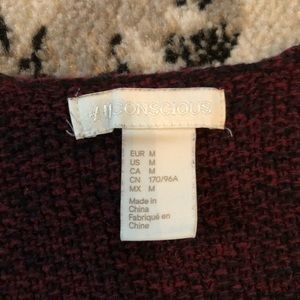 CONSCIOUS
EUR M
US M
CA M
CN 170/96A
MX M
Made in
China
Fabriqué en
Chine